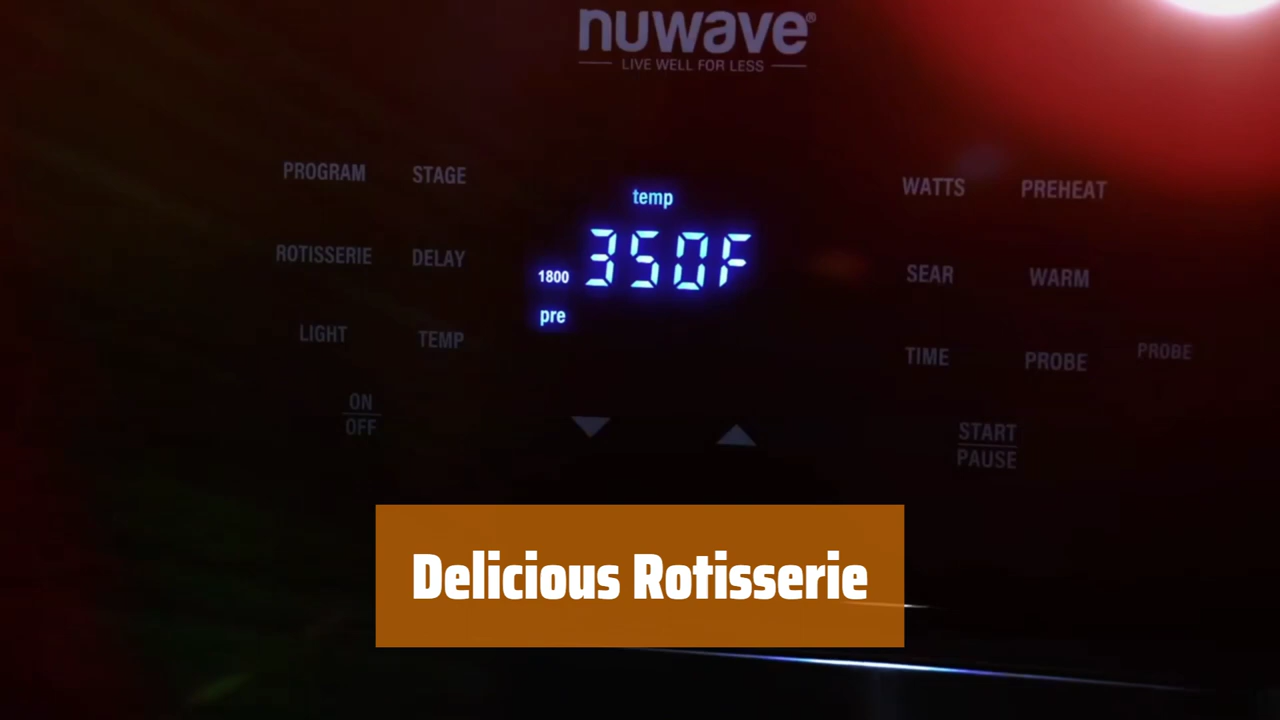 nuwave®
LIVE WELL FOR LESS
PROGRAM STAGE
temp
WATTS PREHEAT
ROTISSERIE DELAY
350F
1800
SEAR WARM
pre
LIGHT TEMP
TIME PROBE PROBE
ON
OFF
START
PAUSE
Delicious Rotisserie